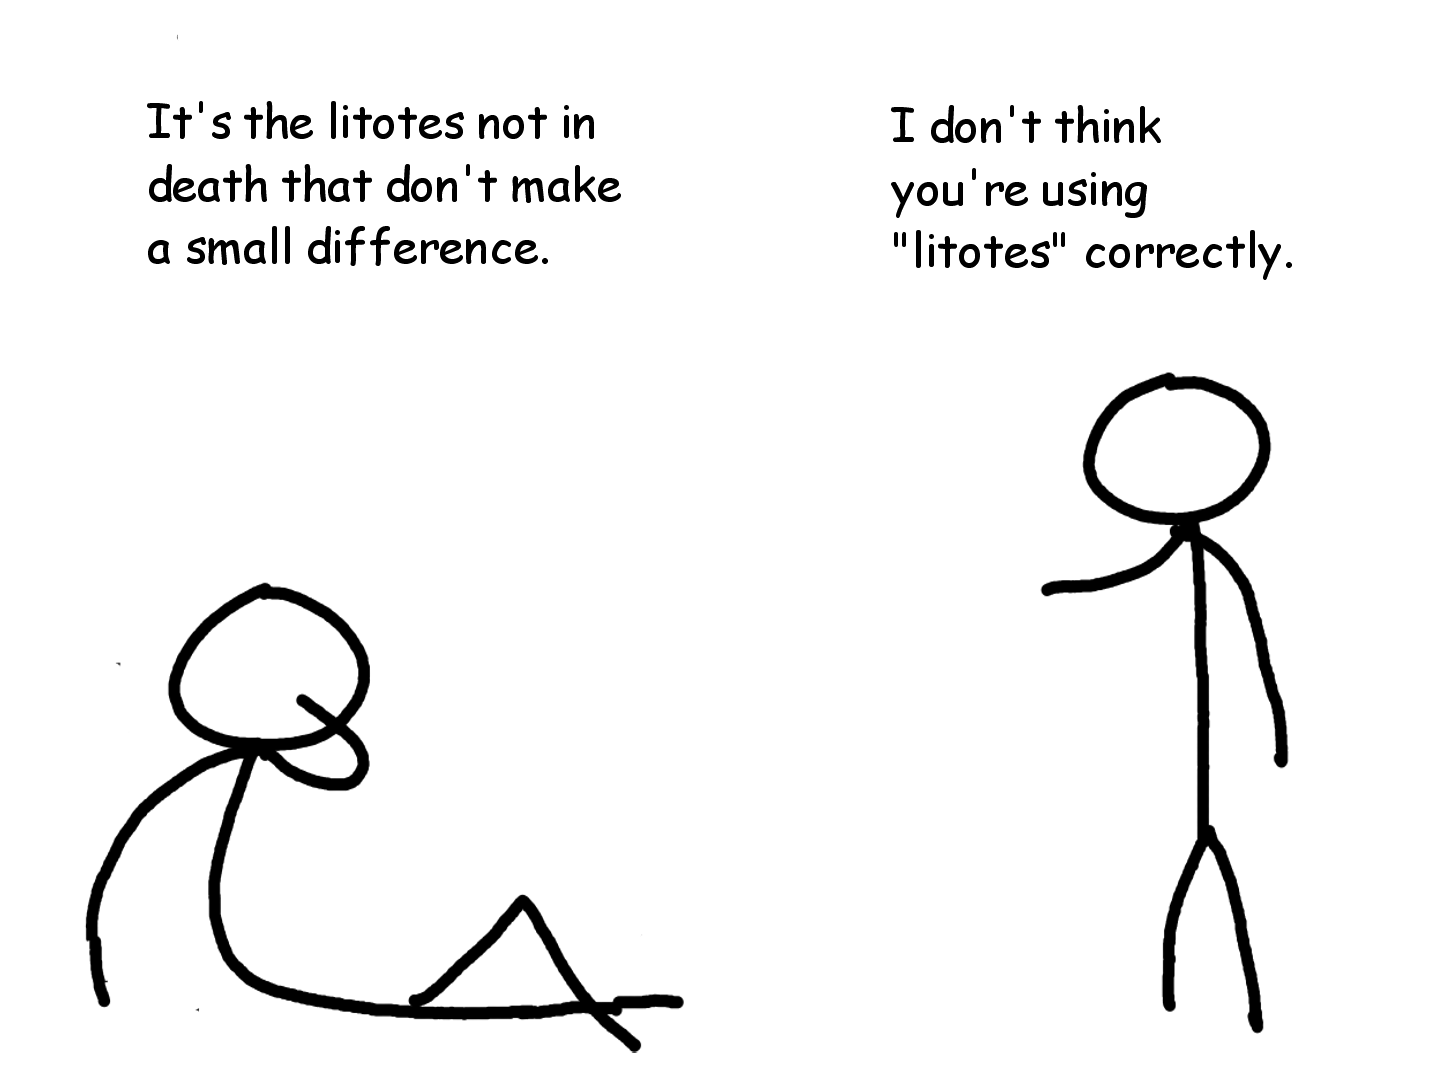 It's the litotes not in
death that don't make
a small difference.
I don't think
you're using
"litotes" correctly.